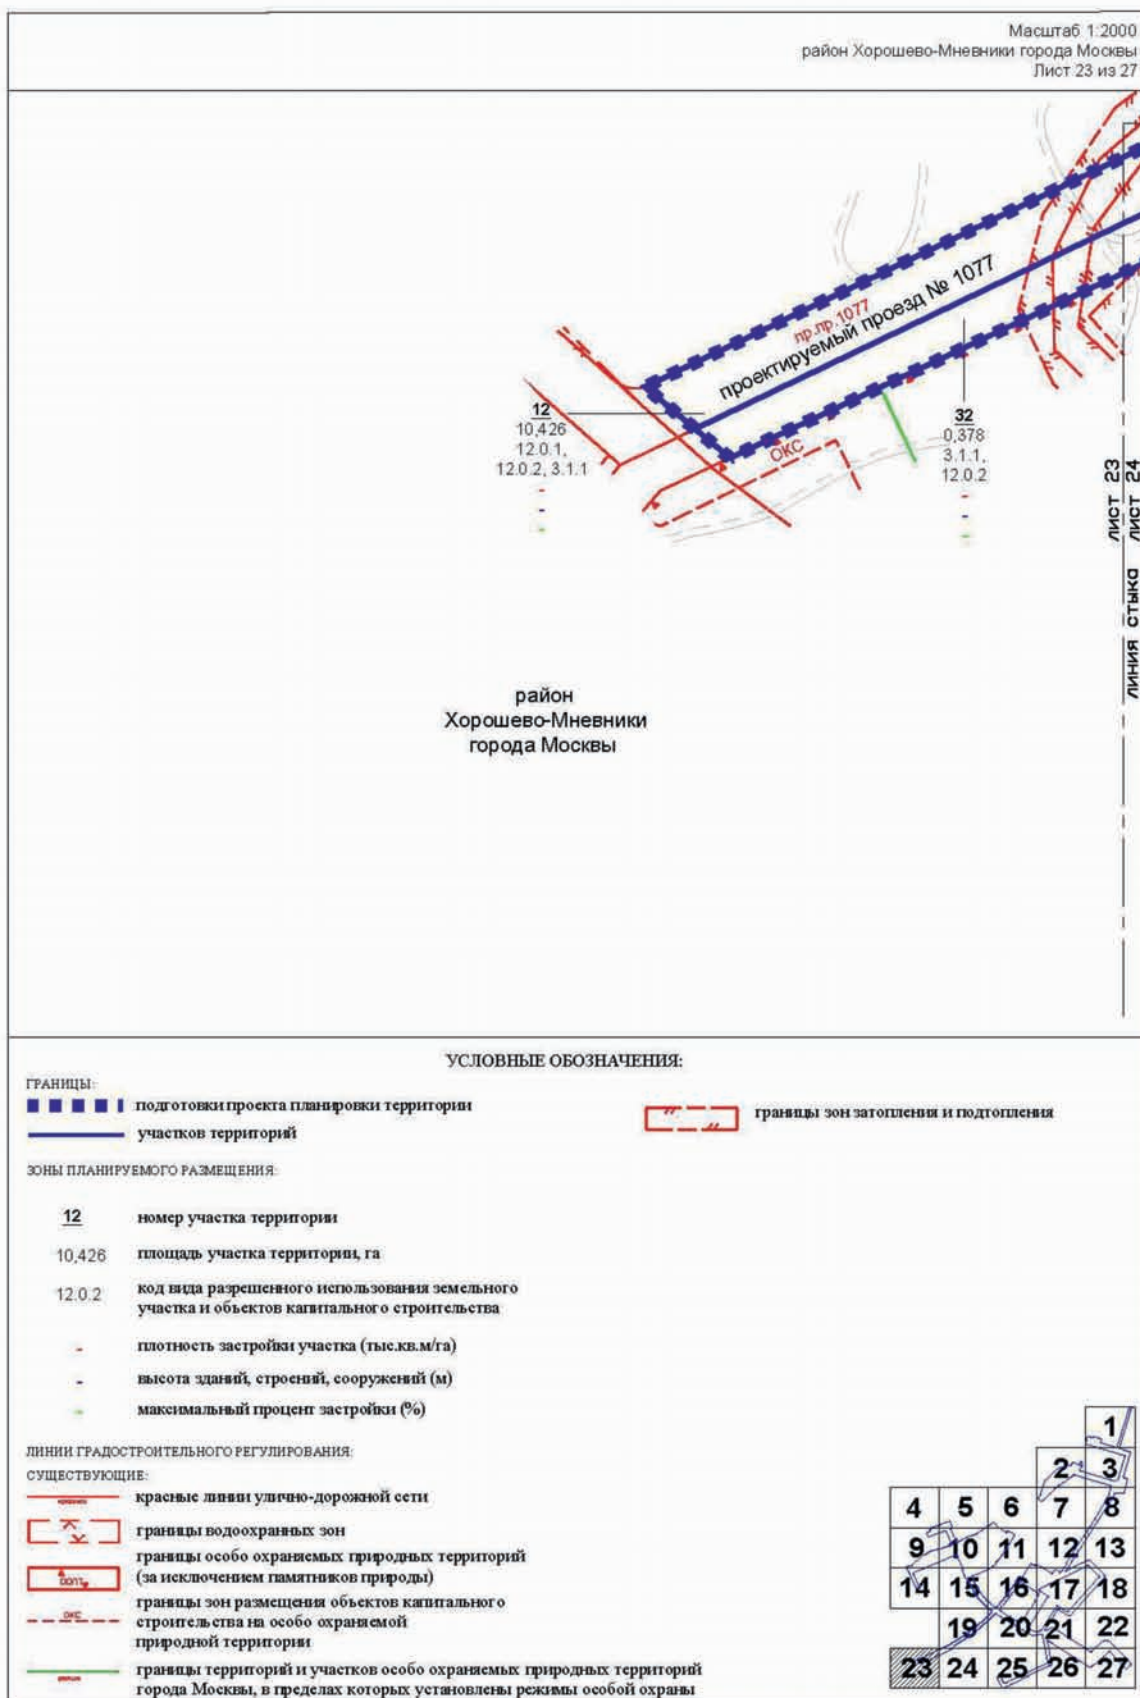 Масштаб 1:2000
район Хорошево-Мневники города Москвы
Лист 23 из 27
пр.пр.1077
проектируемый проезд № 1077
12
10,426
12.0.1,
12.0.2, 3.1.1
-
-
-
ОКС
32
0,378
3.1.1,
12.0.2
-
-
-
лист 23
лист 24
линия стыка
район
Хорошево-Мневники
города Москвы
УСЛОВНЫЕ ОБОЗНАЧЕНИЯ:
ГРАНИЦЫ:
подготовки проекта планировки территории
участков территорий
границы зон затопления и подтопления
ЗОНЫ ПЛАНИРУЕМОГО РАЗМЕЩЕНИЯ:
12 номер участка территории
10,426 площадь участка территории, га
12.0.2 код вида разрешенного использования земельного
участка и объектов капитального строительства
- плотность застройки участка (тыс.кв.м/га)
- высота зданий, строений, сооружений (м)
- максимальный процент застройки (%)
ЛИНИИ ГРАДОСТРОИТЕЛЬНОГО РЕГУЛИРОВАНИЯ:
СУЩЕСТВУЮЩИЕ:
красные линии улично-дорожной сети
границы водоохранных зон
границы особо охраняемых природных территорий
ООПТ (за исключением памятников природы)
границы зон размещения объектов капитального
ОКС строительства на особо охраняемой
природной территории
границы территорий и участков особо охраняемых природных территорий
города Москвы, в пределах которых установлены режимы особой охраны
1
2 3
4 5 6 7 8
9 10 11 12 13
14 15 16 17 18
19 20 21 22
23 24 25 26 27